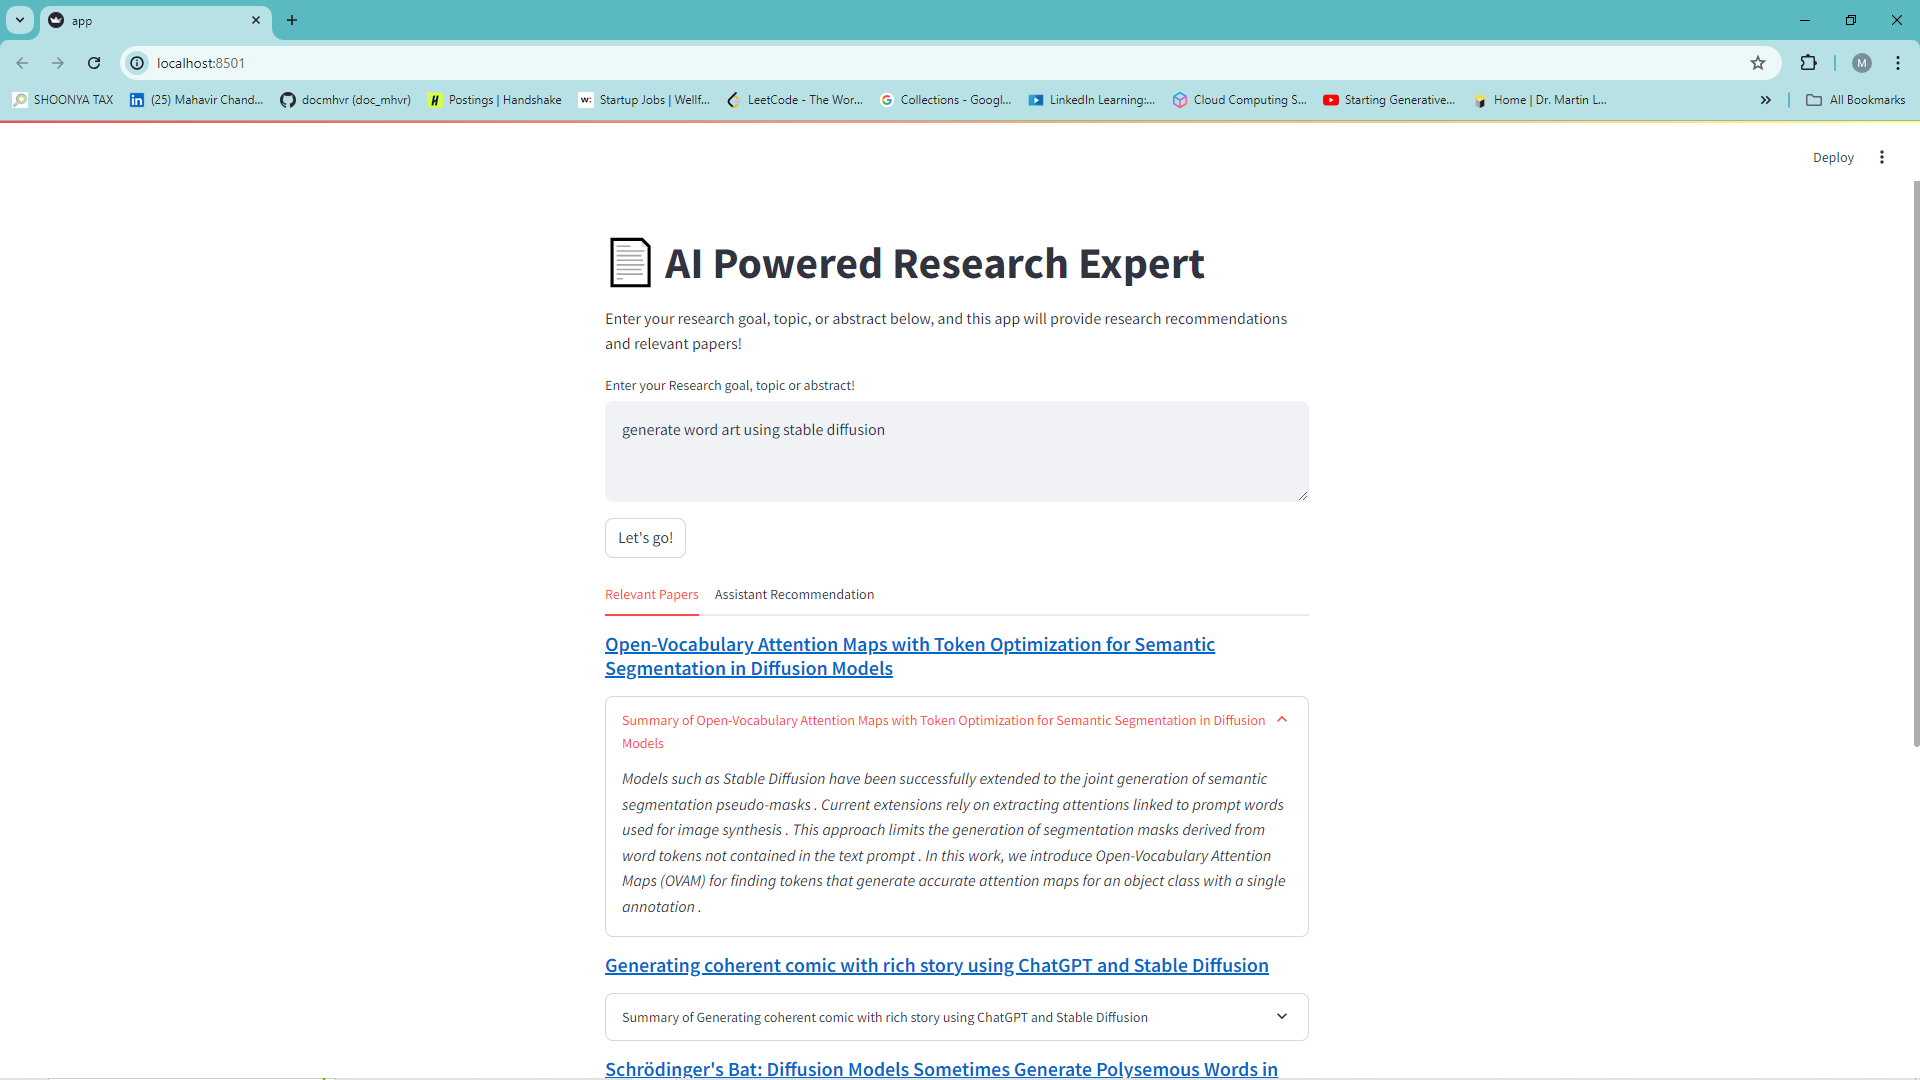 app
localhost:8501
M
SHOONYA TAX
(25) Mahavir Chand...
docmhvr (doc_mhvr)
Postings | Handshake
w:
Startup Jobs | Wellf...
LeetCode - The Wor...
Collections - Googl...
LinkedIn Learning:...
Cloud Computing S...
Starting Generative...
Home | Dr. Martin L...
All Bookmarks
Deploy
AI Powered Research Expert
Enter your research goal, topic, or abstract below, and this app will provide research recommendations
and relevant papers!
Enter your Research goal, topic or abstract!
generate word art using stable diffusion
Let's go!
Relevant Papers
Assistant Recommendation
Open-Vocabulary Attention Maps with Token Optimization for Semantic
Segmentation in Diffusion Models
Summary of Open-Vocabulary Attention Maps with Token Optimization for Semantic Segmentation in Diffusion
Models
Models such as Stable Diffusion have been successfully extended to the joint generation of semantic
segmentation pseudo-masks . Current extensions rely on extracting attentions linked to prompt words
used for image synthesis . This approach limits the generation of segmentation masks derived from
word tokens not contained in the text prompt . In this work, we introduce Open-Vocabulary Attention
Maps (OVAM) for finding tokens that generate accurate attention maps for an object class with a single
annotation .
Generating coherent comic with rich story using ChatGPT and Stable Diffusion
Summary of Generating coherent comic with rich story using ChatGPT and Stable Diffusion
Schrödinger's Bat: Diffusion Models Sometimes Generate Polysemous Words in